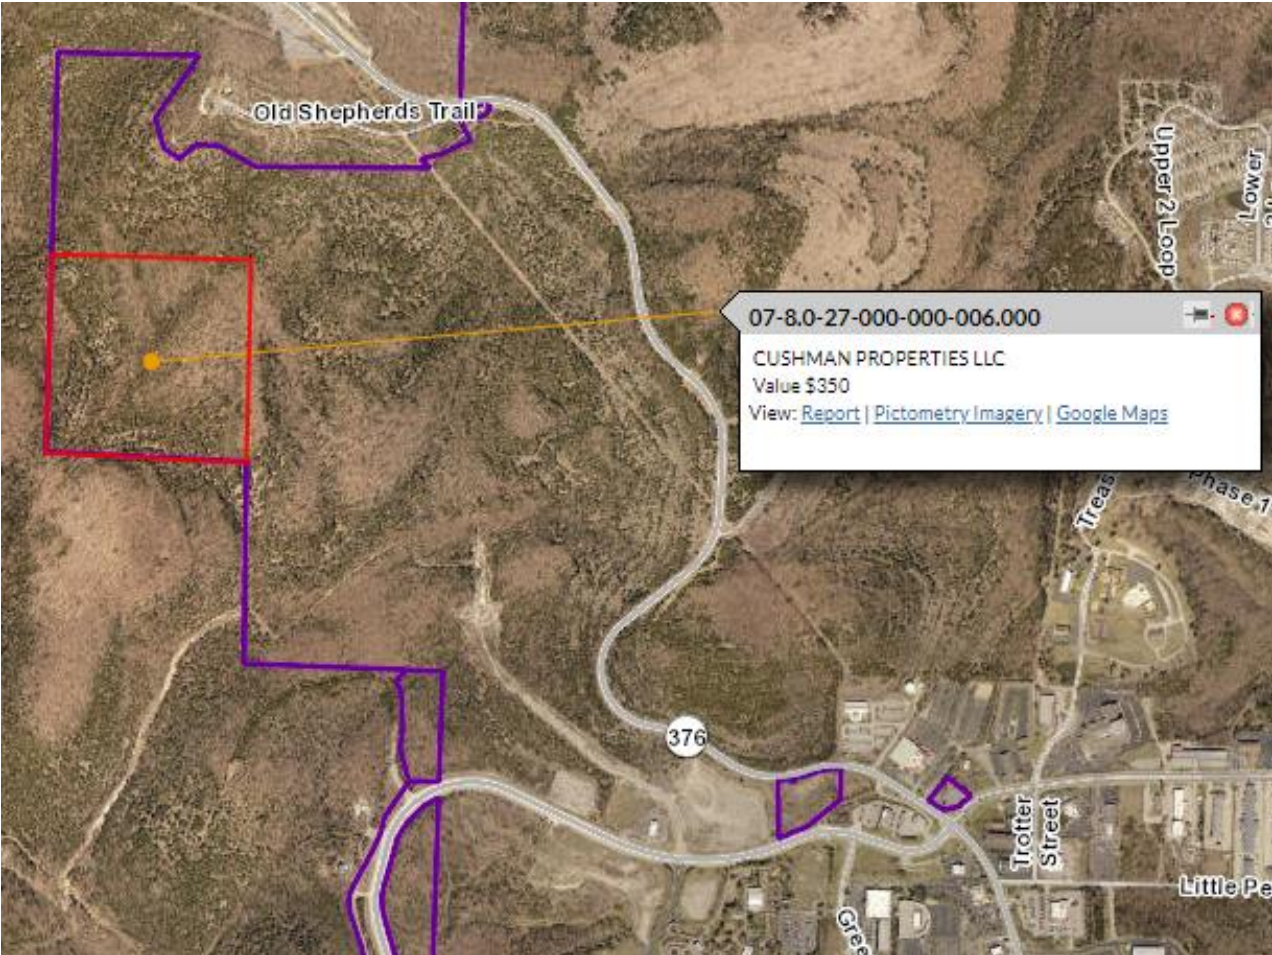 Old Shepherds Trail
Upper 2 Loop
Lower
07-8.0-27-000-000-006.000
CUSHMAN PROPERTIES LLC
Value $350
View: Report | Pictometry Imagery | Google Maps
Treas
Phase 1
376
Trotter
Street
Little Pe
Gree